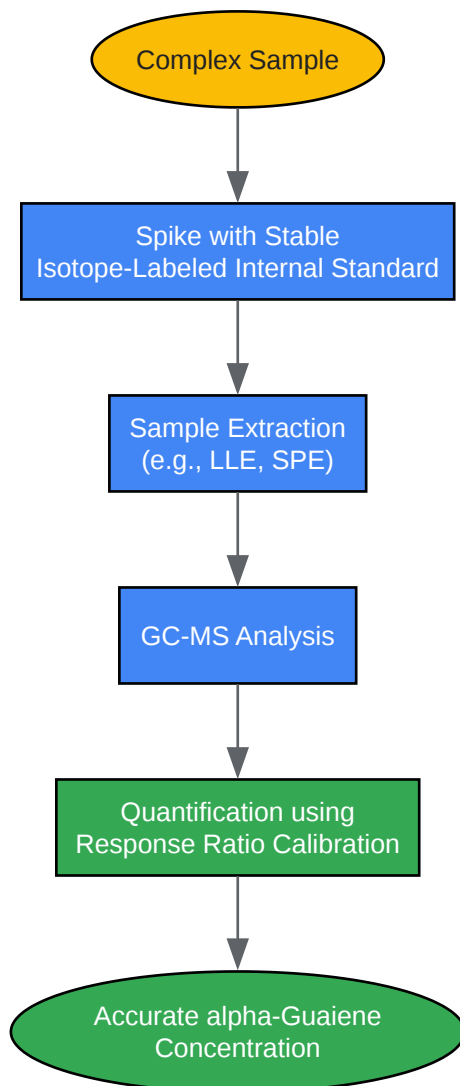 Complex Sample
Spike with Stable
Isotope-Labeled Internal Standard
Sample Extraction
(e.g., LLE, SPE)
GC-MS Analysis
Quantification using
Response Ratio Calibration
Accurate alpha-Guaiene
Concentration